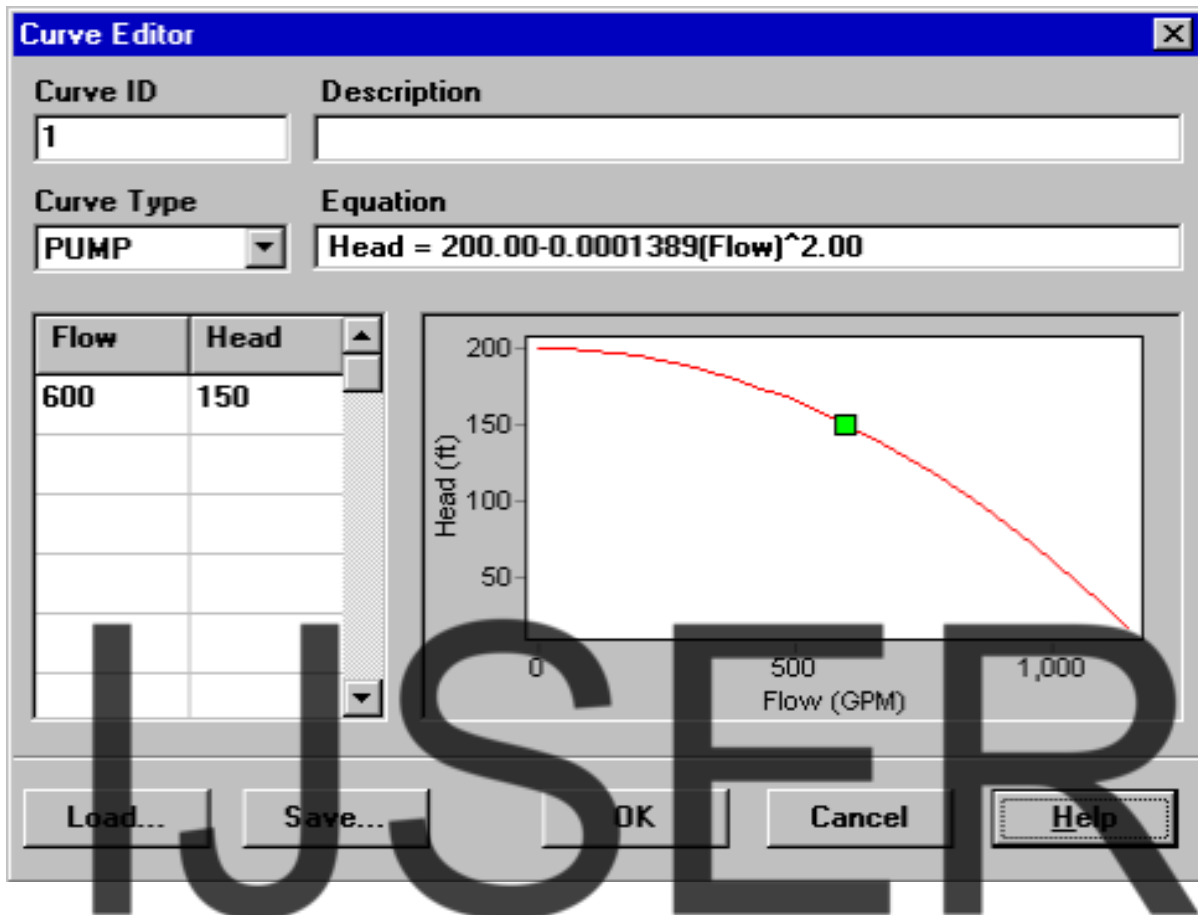 Curve Editor
Curve ID Description
1
Curve Type Equation
PUMP Head = 200.00-0.0001389(Flow)^2.00
Flow Head
600 150
200
150
100
50
Head (ft)
0 500 1,000
Flow (GPM)
Load... Save... OK Cancel Help
IJSER